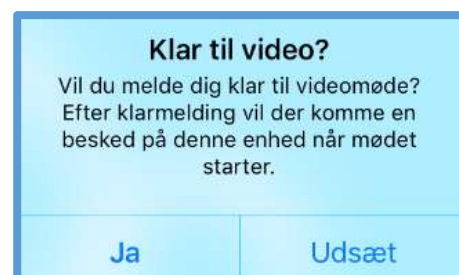 Klar til video?
Vil du melde dig klar til videomøde?
Efter klarmelding vil der komme en
besked på denne enhed når mødet
starter.
Ja
Udsæt